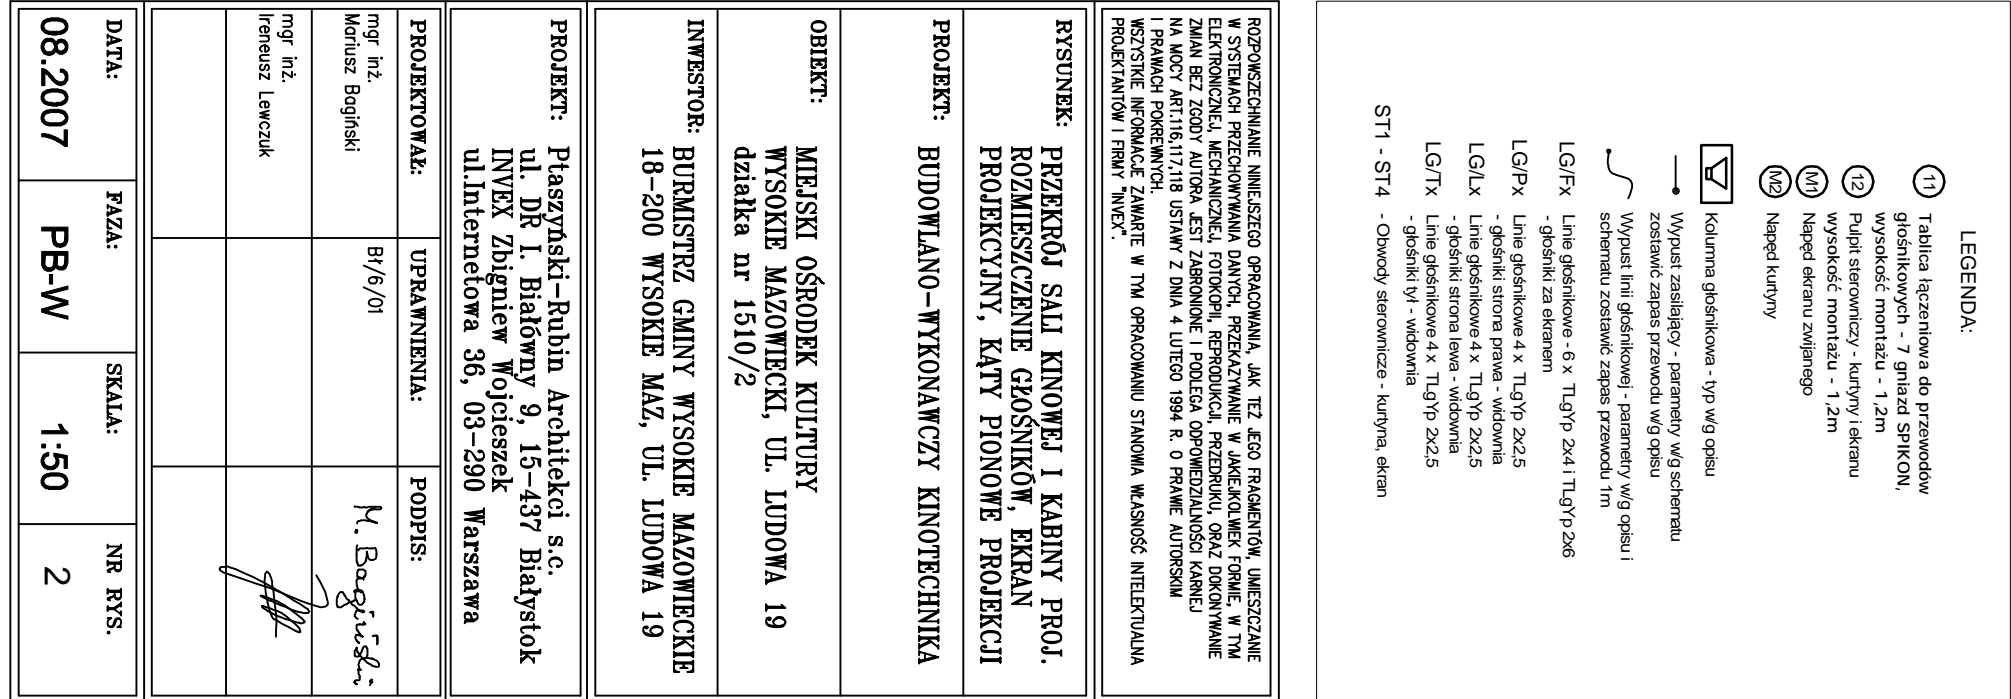 LEGENDA:
11 Tablica łączeniowa do przewodów
głośnikowych - 7 gniazd SPIKON,
wysokość montażu - 1,2m
12 Pulpit sterowniczy - kurtyny i ekranu
wysokość montażu - 1,2m
M1 Napęd ekranu zwijanego
M2 Napęd kurtyny
Kolumna głośnikowa - typ w/g opisu
Wypust zasilający - parametry w/g schematu
zostawić zapas przewodu w/g opisu
Wypust linii głośnikowej - parametry w/g opisu i
schematu zostawić zapas przewodu 1m
LG/Fx Linie głośnikowe - 6 x TLgYp 2x4 i TLgYp 2x6
- głośniki za ekranem
LG/Px Linie głośnikowe 4 x TLgYp 2x2,5
- głośniki strona prawa - widownia
LG/Lx Linie głośnikowe 4 x TLgYp 2x2,5
- głośniki strona lewa - widownia
LG/Tx Linie głośnikowe 4 x TLgYp 2x2,5
- głośniki tył - widownia
ST1 - ST4 - Obwody sterownicze - kurtyna, ekran
ROZPOWSZECHNIANIE NINIEJSZEGO OPRACOWANIA, JAK TEŻ JEGO FRAGMENTÓW, UMIESZCZANIE
W SYSTEMACH PRZECHOWYWANIA DANYCH, PRZEKAZYWANIE W JAKIEJKOLWIEK FORMIE, W TYM
ELEKTRONICZNEJ, MECHANICZNEJ, FOTOKOPII, REPRODUKCJI, PRZEDRUKU, ORAZ DOKONYWANIE
ZMIAN BEZ ZGODY AUTORA JEST ZABRONIONE I PODLEGA ODPOWIEDZIALNOŚCI KARNEJ
NA MOCY ART.116,117,118 USTAWY Z DNIA 4 LUTEGO 1994 R. O PRAWIE AUTORSKIM
I PRAWACH POKREWNYCH.
WSZYSTKIE INFORMACJE ZAWARTE W TYM OPRACOWANIU STANOWIA WŁASNOŚĆ INTELEKTUALNA
PROJEKTANTÓW I FIRMY "INVEX".
RYSUNEK: PRZEKRÓJ SALI KINOWEJ I KABINY PROJ.
ROZMIESZCZENIE GŁOŚNIKÓW, EKRAN
PROJEKCYJNY, KĄTY PIONOWE PROJEKCJI
PROJEKT: BUDOWLANO-WYKONAWCZY KINOTECHNIKA
OBIEKT: MIEJSKI OŚRODEK KULTURY
WYSOKIE MAZOWIECKI, UL. LUDOWA 19
działka nr 1510/2
INWESTOR: BURMISTRZ GMINY WYSOKIE MAZOWIECKIE
18-200 WYSOKIE MAZ, UL. LUDOWA 19
PROJEKT: Ptaszyński-Rubin Architekci s.c.
ul. DR I. Białówny 9, 15-437 Białystok
INVEX Zbigniew Wojcieszek
ul.Internetowa 36, 03-290 Warszawa
PROJEKTOWAŁ: UPRAWNIENIA: PODPIS:
mgr inż.
Mariusz Bagiński Bł/6/01 M. Bagiński
mgr inż.
Ireneusz Lewczuk
DATA: FAZA: SKALA: NR RYS.
08.2007 PB-W 1:50 2